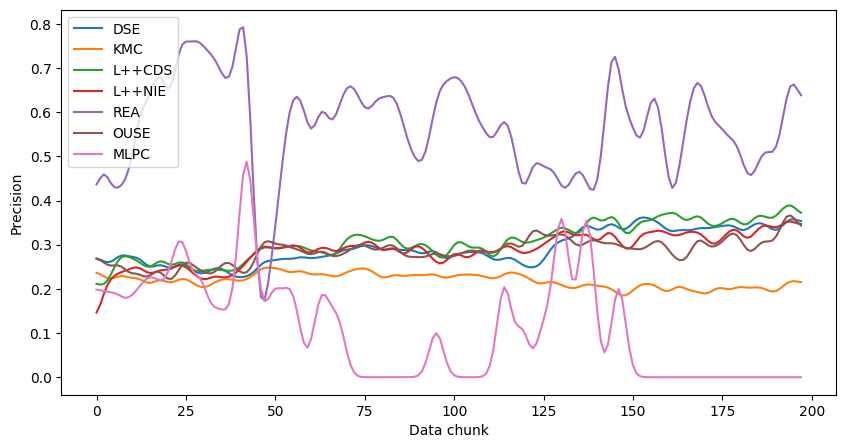 0.8
0.7
0.6
0.5
0.4
0.3
0.2
0.1
0.0
Precision
DSE
KMC
L++CDS
L++NIE
REA
OUSE
MLPC
0 25 50 75 100 125 150 175 200
Data chunk